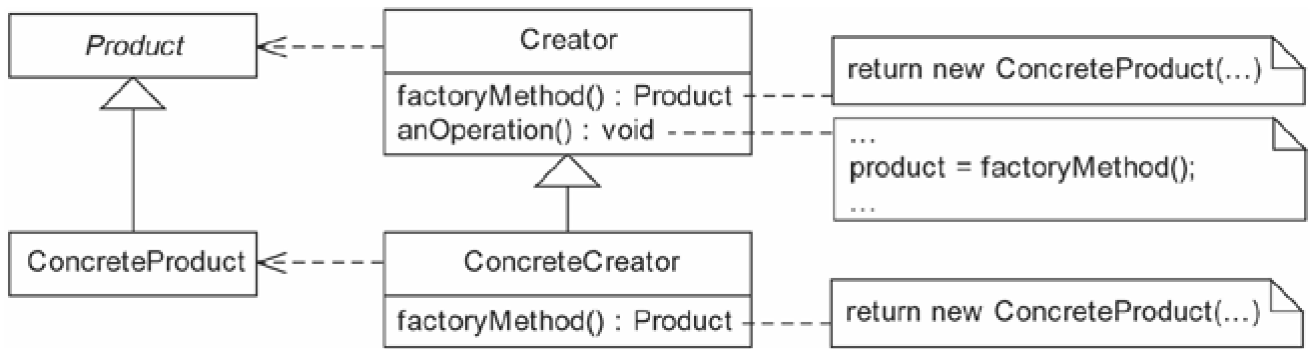 Product
Creator
factoryMethod() : Product
anOperation() : void
return new ConcreteProduct(...)
...
product = factoryMethod();
...
ConcreteProduct
ConcreteCreator
factoryMethod() : Product
return new ConcreteProduct(...)